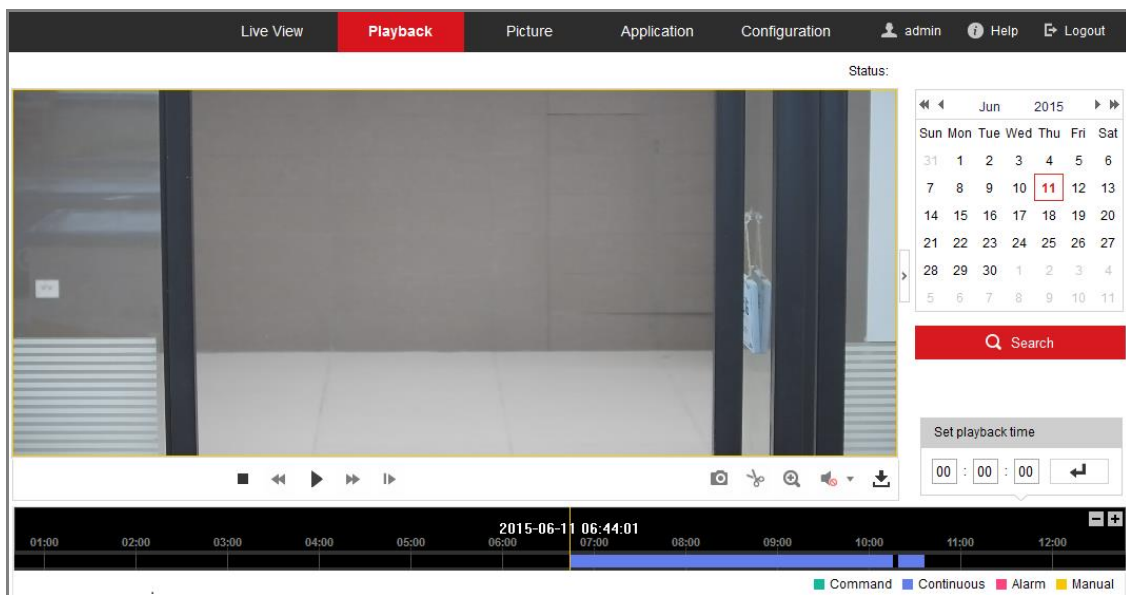 Live View Playback Picture Application Configuration admin Help Logout
Status:
Jun 2015
Sun Mon Tue Wed Thu Fri Sat
31 1 2 3 4 5 6
7 8 9 10 11 12 13
14 15 16 17 18 19 20
21 22 23 24 25 26 27
28 29 30 1 2 3 4
5 6 7 8 9 10 11
Search
Set playback time
00 : 00 : 00
2015-06-11 06:44:01
01:00 02:00 03:00 04:00 05:00 06:00 07:00 08:00 09:00 10:00 11:00 12:00
Command Continuous Alarm Manual